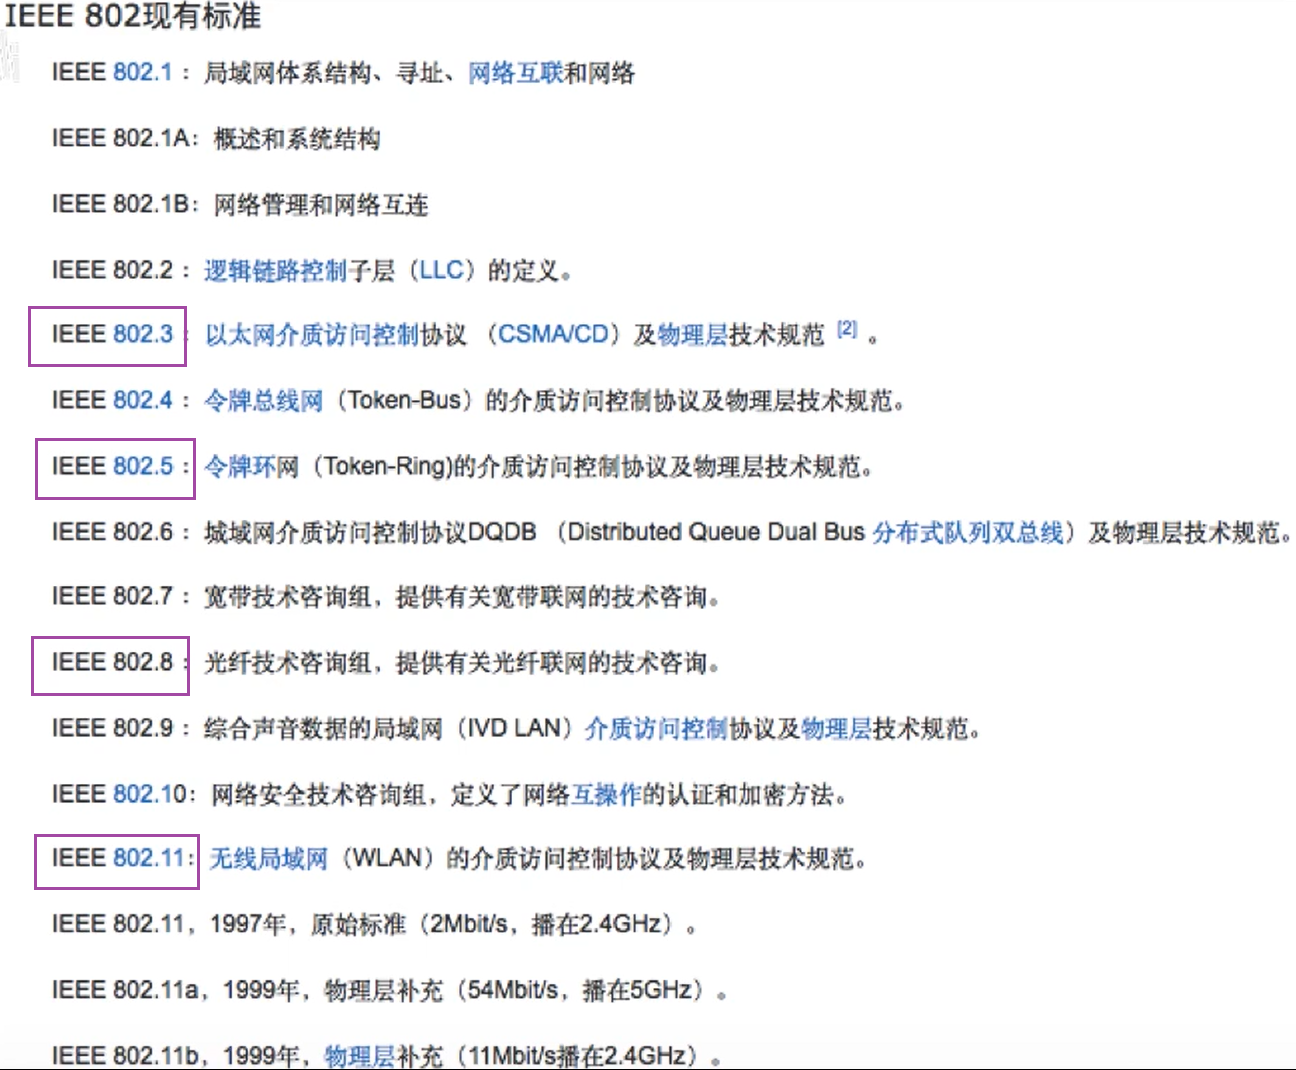 IEEE 802现有标准
IEEE 802.1 ：局域网体系结构、寻址、网络互联和网络
IEEE 802.1A：概述和系统结构
IEEE 802.1B：网络管理和网络互连
IEEE 802.2 ：逻辑链路控制子层（LLC）的定义。
IEEE 802.3 ：以太网介质访问控制协议 （CSMA/CD）及物理层技术规范 [2] 。
IEEE 802.4 ：令牌总线网（Token-Bus）的介质访问控制协议及物理层技术规范。
IEEE 802.5 ：令牌环网（Token-Ring)的介质访问控制协议及物理层技术规范。
IEEE 802.6 ：城域网介质访问控制协议DQDB （Distributed Queue Dual Bus 分布式队列双总线）及物理层技术规范。
IEEE 802.7 ：宽带技术咨询组，提供有关宽带联网的技术咨询。
IEEE 802.8 ：光纤技术咨询组，提供有关光纤联网的技术咨询。
IEEE 802.9 ：综合声音数据的局域网（IVD LAN）介质访问控制协议及物理层技术规范。
IEEE 802.10：网络安全技术咨询组，定义了网络互操作的认证和加密方法。
IEEE 802.11：无线局域网（WLAN）的介质访问控制协议及物理层技术规范。
IEEE 802.11，1997年，原始标准（2Mbit/s，播在2.4GHz）。
IEEE 802.11a，1999年，物理层补充（54Mbit/s，播在5GHz）。
IEEE 802.11b，1999年，物理层补充（11Mbit/s播在2.4GHz）。